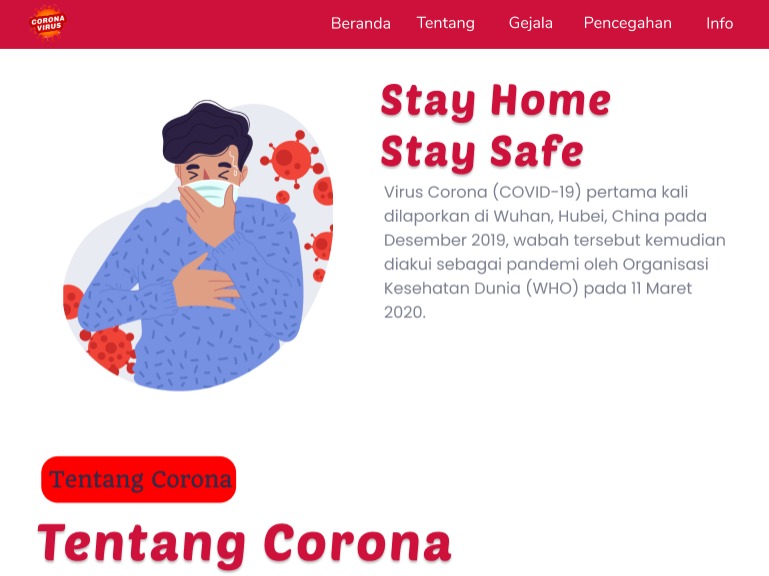 CORONA
VIRUS
Beranda Tentang Gejala Pencegahan Info
Stay Home
Stay Safe
Virus Corona (COVID-19) pertama kali
dilaporkan di Wuhan, Hubei, China pada
Desember 2019, wabah tersebut kemudian
diakui sebagai pandemi oleh Organisasi
Kesehatan Dunia (WHO) pada 11 Maret
2020.
Tentang Corona
Tentang Corona